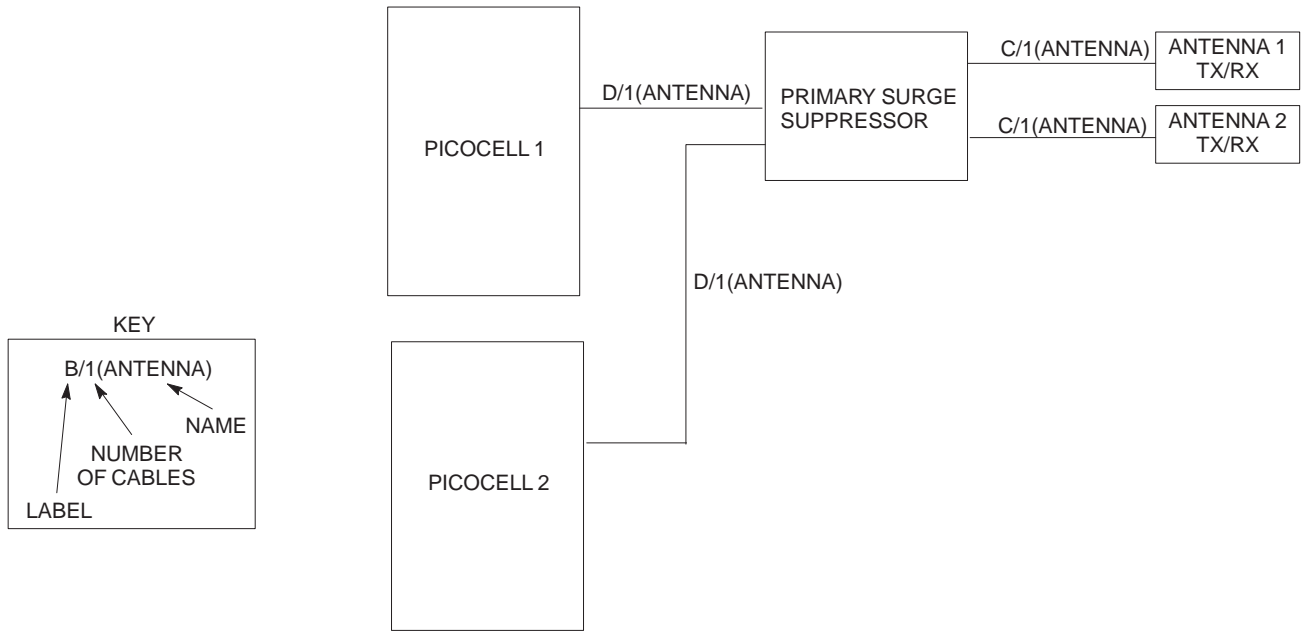 PICOCELL 1
D/1(ANTENNA)
PRIMARY SURGE
SUPPRESSOR
C/1(ANTENNA)
ANTENNA 1
TX/RX
C/1(ANTENNA)
ANTENNA 2
TX/RX
D/1(ANTENNA)
PICOCELL 2
KEY
B/1(ANTENNA)
NAME
NUMBER
OF CABLES
LABEL